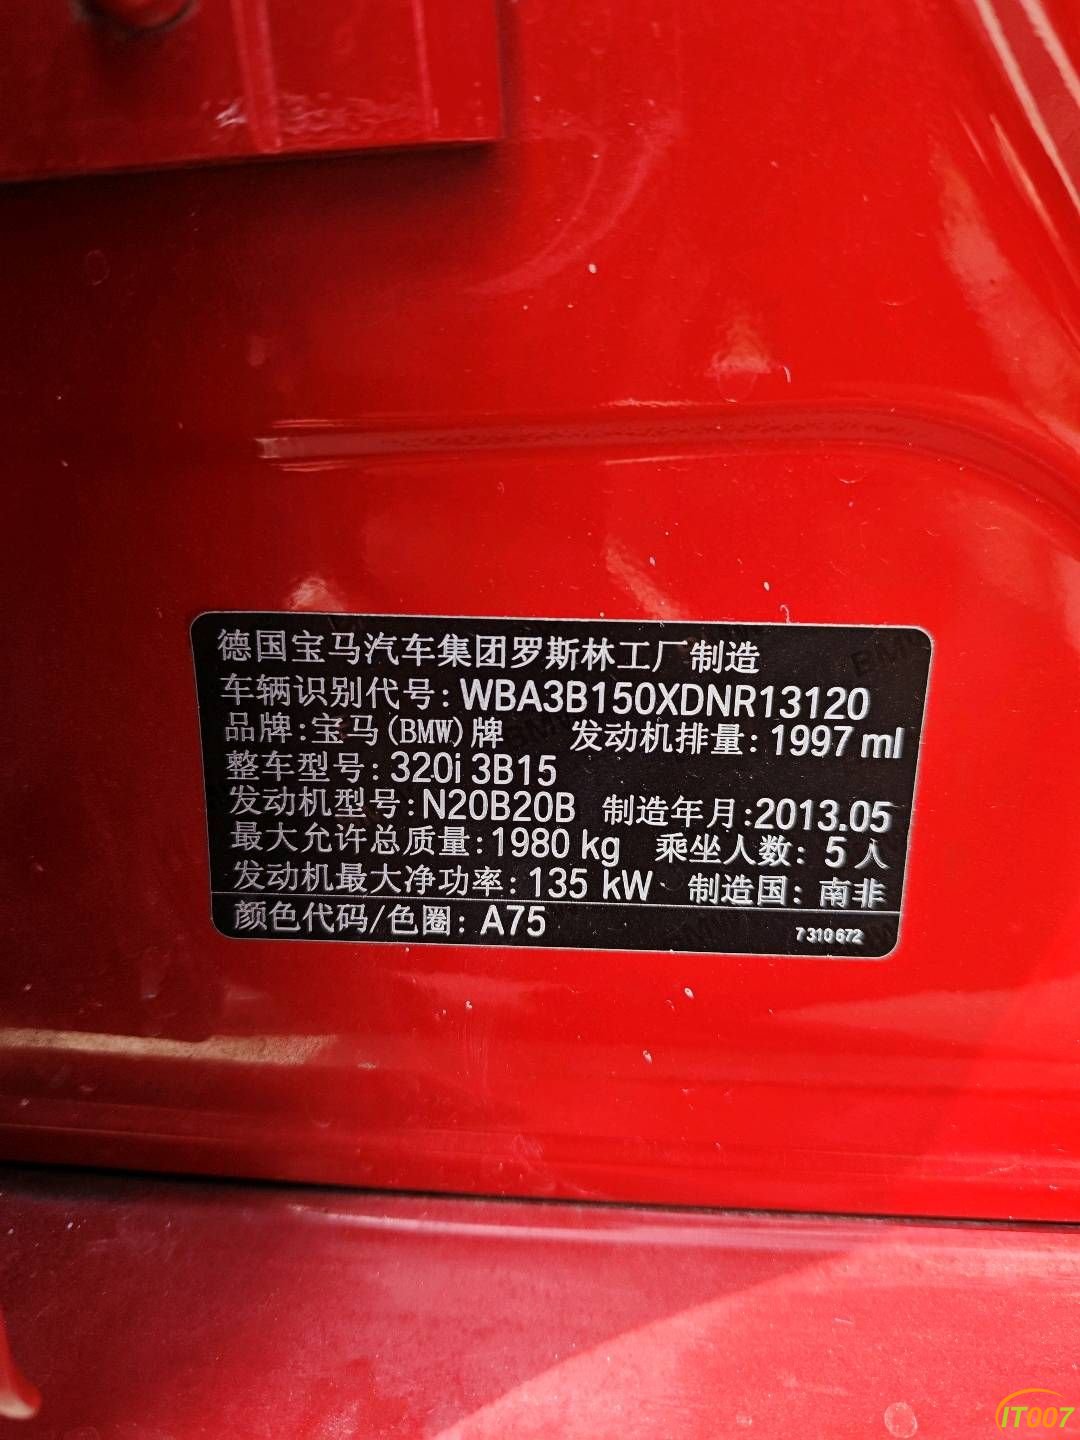 德国宝马汽车集团罗斯林工厂制造
车辆识别代号: WBA3B150XDNR13120
品牌: 宝马(BMW)牌 发动机排量: 1997 ml
整车型号: 320i 3B15
发动机型号: N20B20B 制造年月: 2013.05
最大允许总质量: 1980 kg 乘坐人数: 5 人
发动机最大净功率: 135 kW 制造国: 南非
颜色代码/色圈: A75 7 310 672
IT007